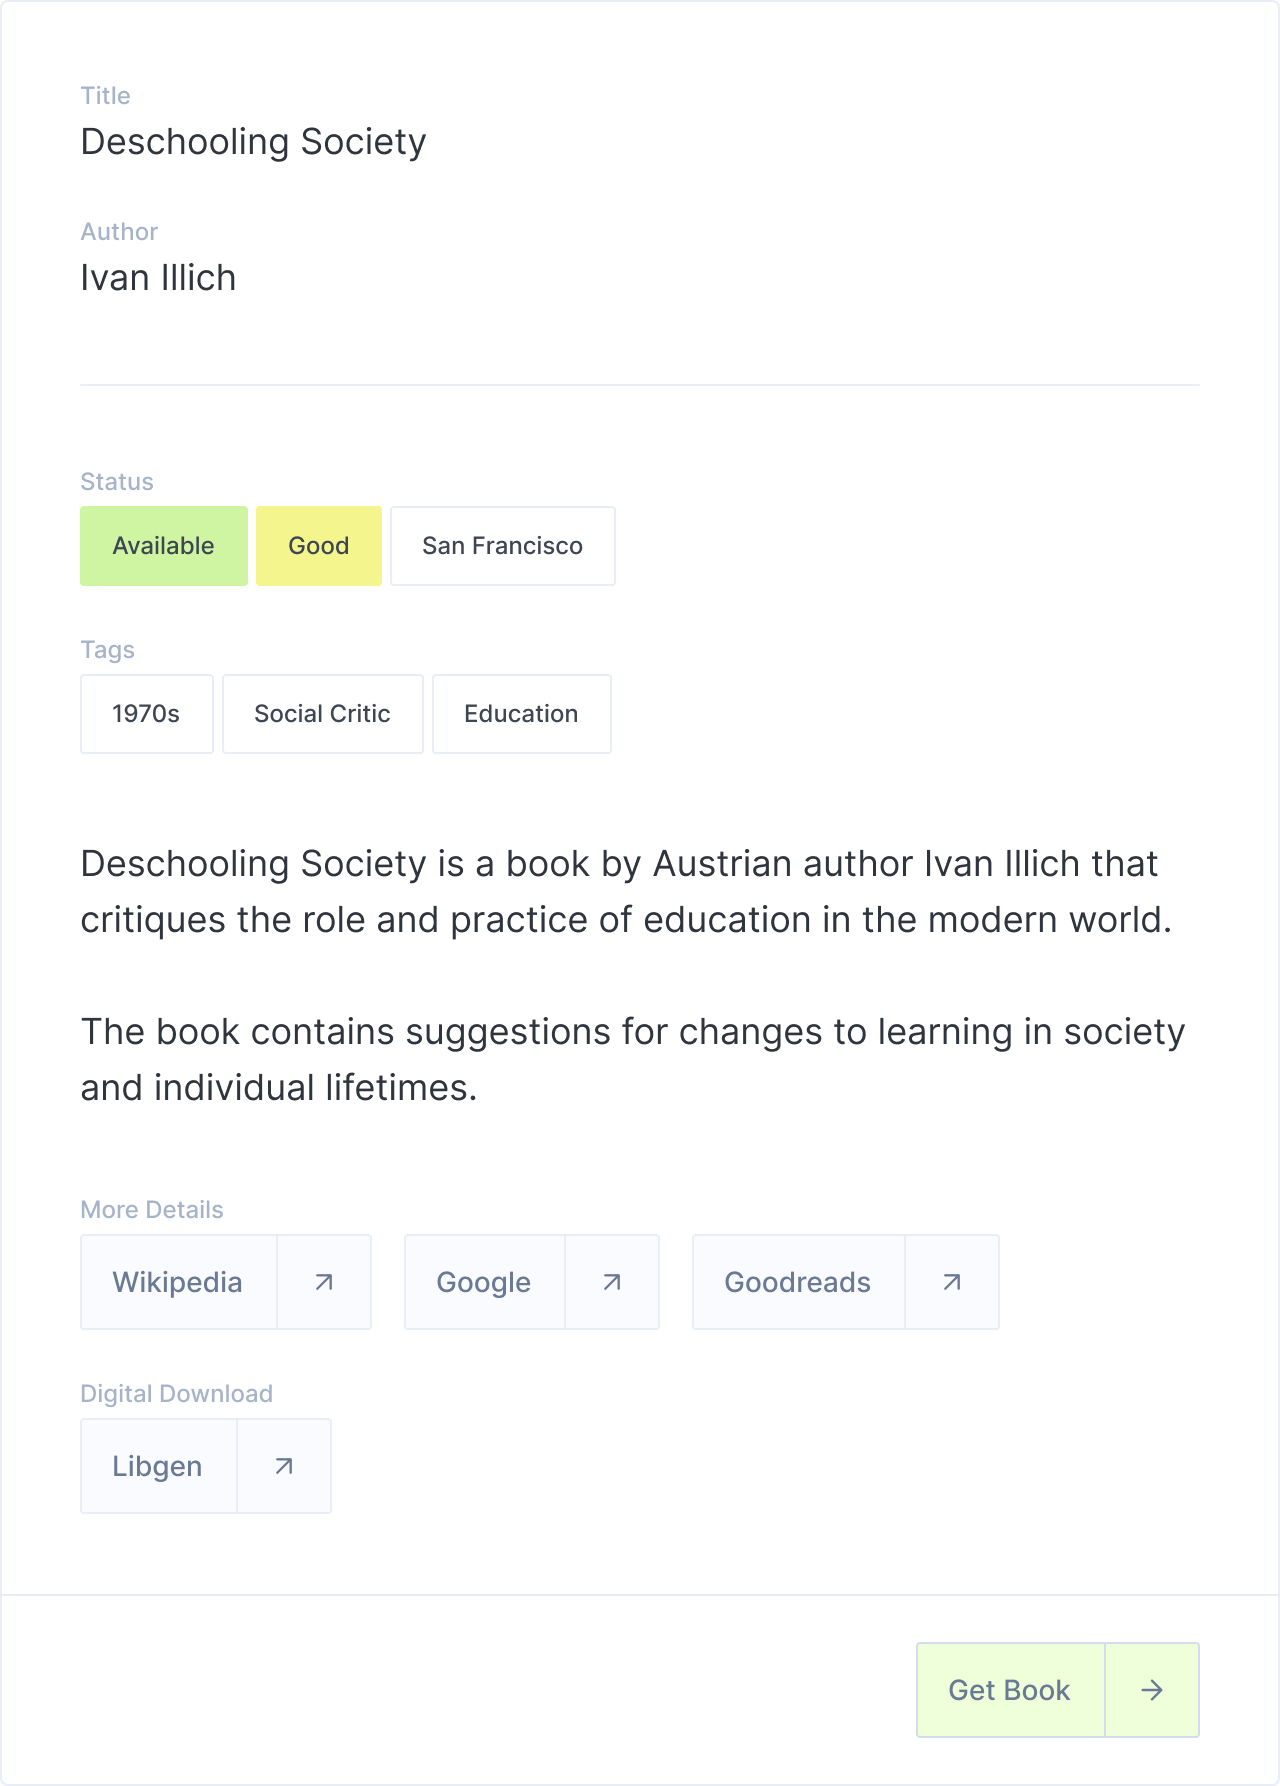 Title
Deschooling Society
Author
Ivan Illich
Status
Available Good San Francisco
Tags
1970s Social Critic Education
Deschooling Society is a book by Austrian author Ivan Illich that
critiques the role and practice of education in the modern world.
The book contains suggestions for changes to learning in society
and individual lifetimes.
More Details
Wikipedia Google Goodreads
Digital Download
Libgen
Get Book